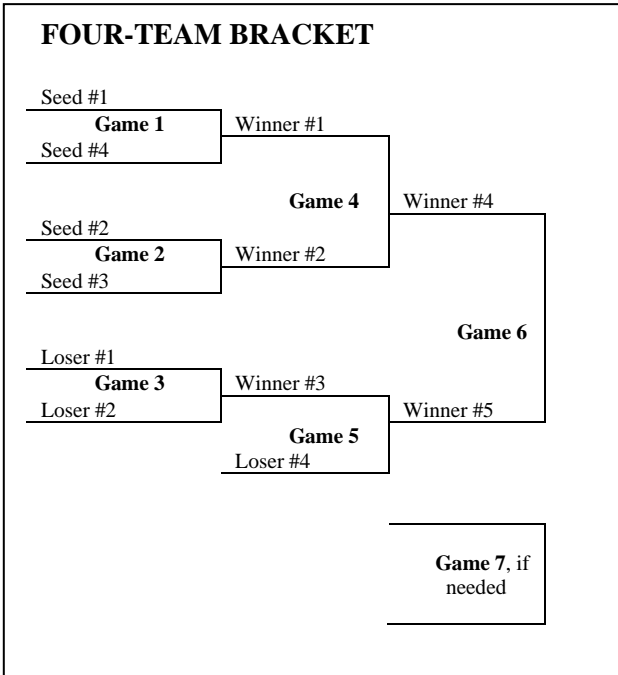 FOUR-TEAM BRACKET
Seed #1
Game 1
Winner #1
Seed #4
Game 4
Winner #4
Seed #2
Game 2
Winner #2
Seed #3
Game 6
Loser #1
Game 3
Winner #3
Loser #2
Winner #5
Game 5
Loser #4
Game 7, if
needed